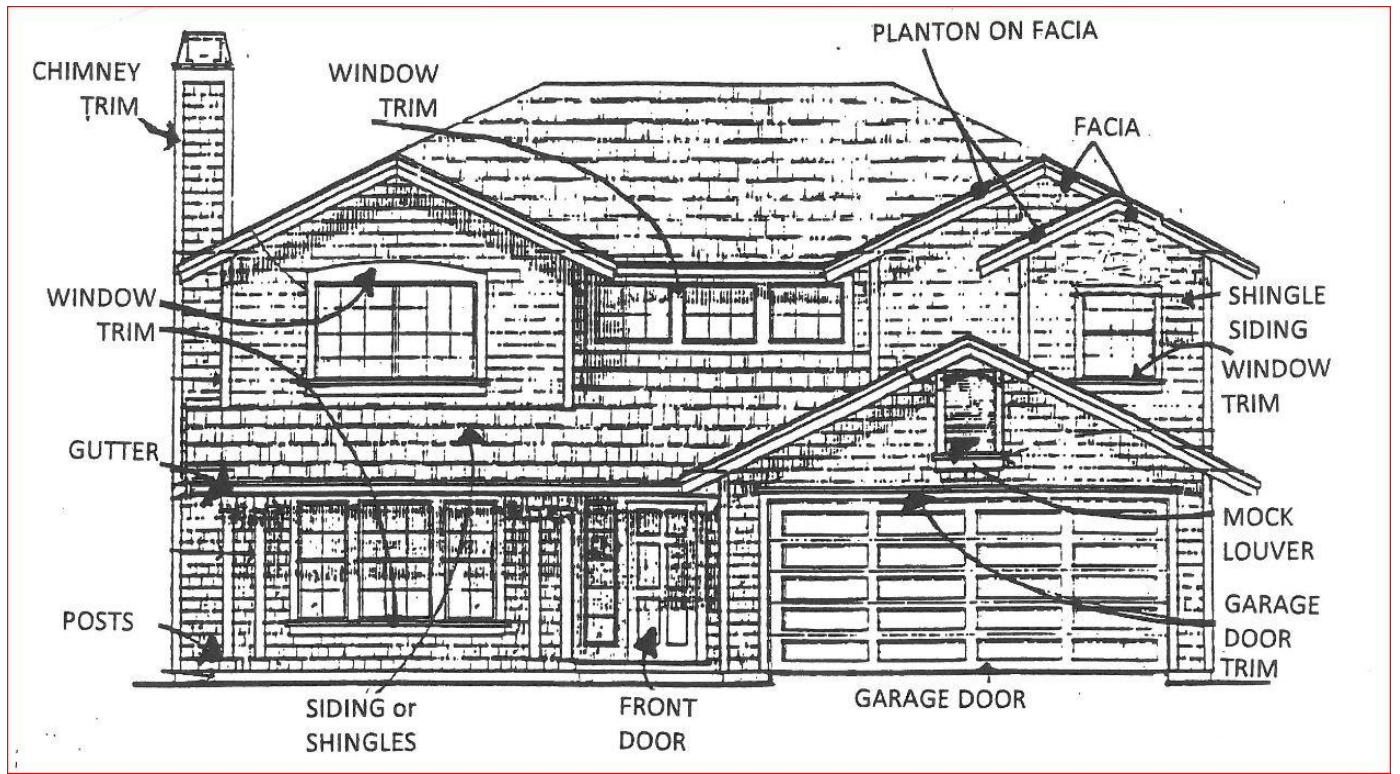 PLANTON ON FACIA
CHIMNEY
TRIM
WINDOW
TRIM
FACIA
WINDOW
TRIM
SHINGLE
SIDING
WINDOW
TRIM
GUTTER
MOCK
LOUVER
POSTS
GARAGE
DOOR
TRIM
SIDING or
SHINGLES
FRONT
DOOR
GARAGE DOOR